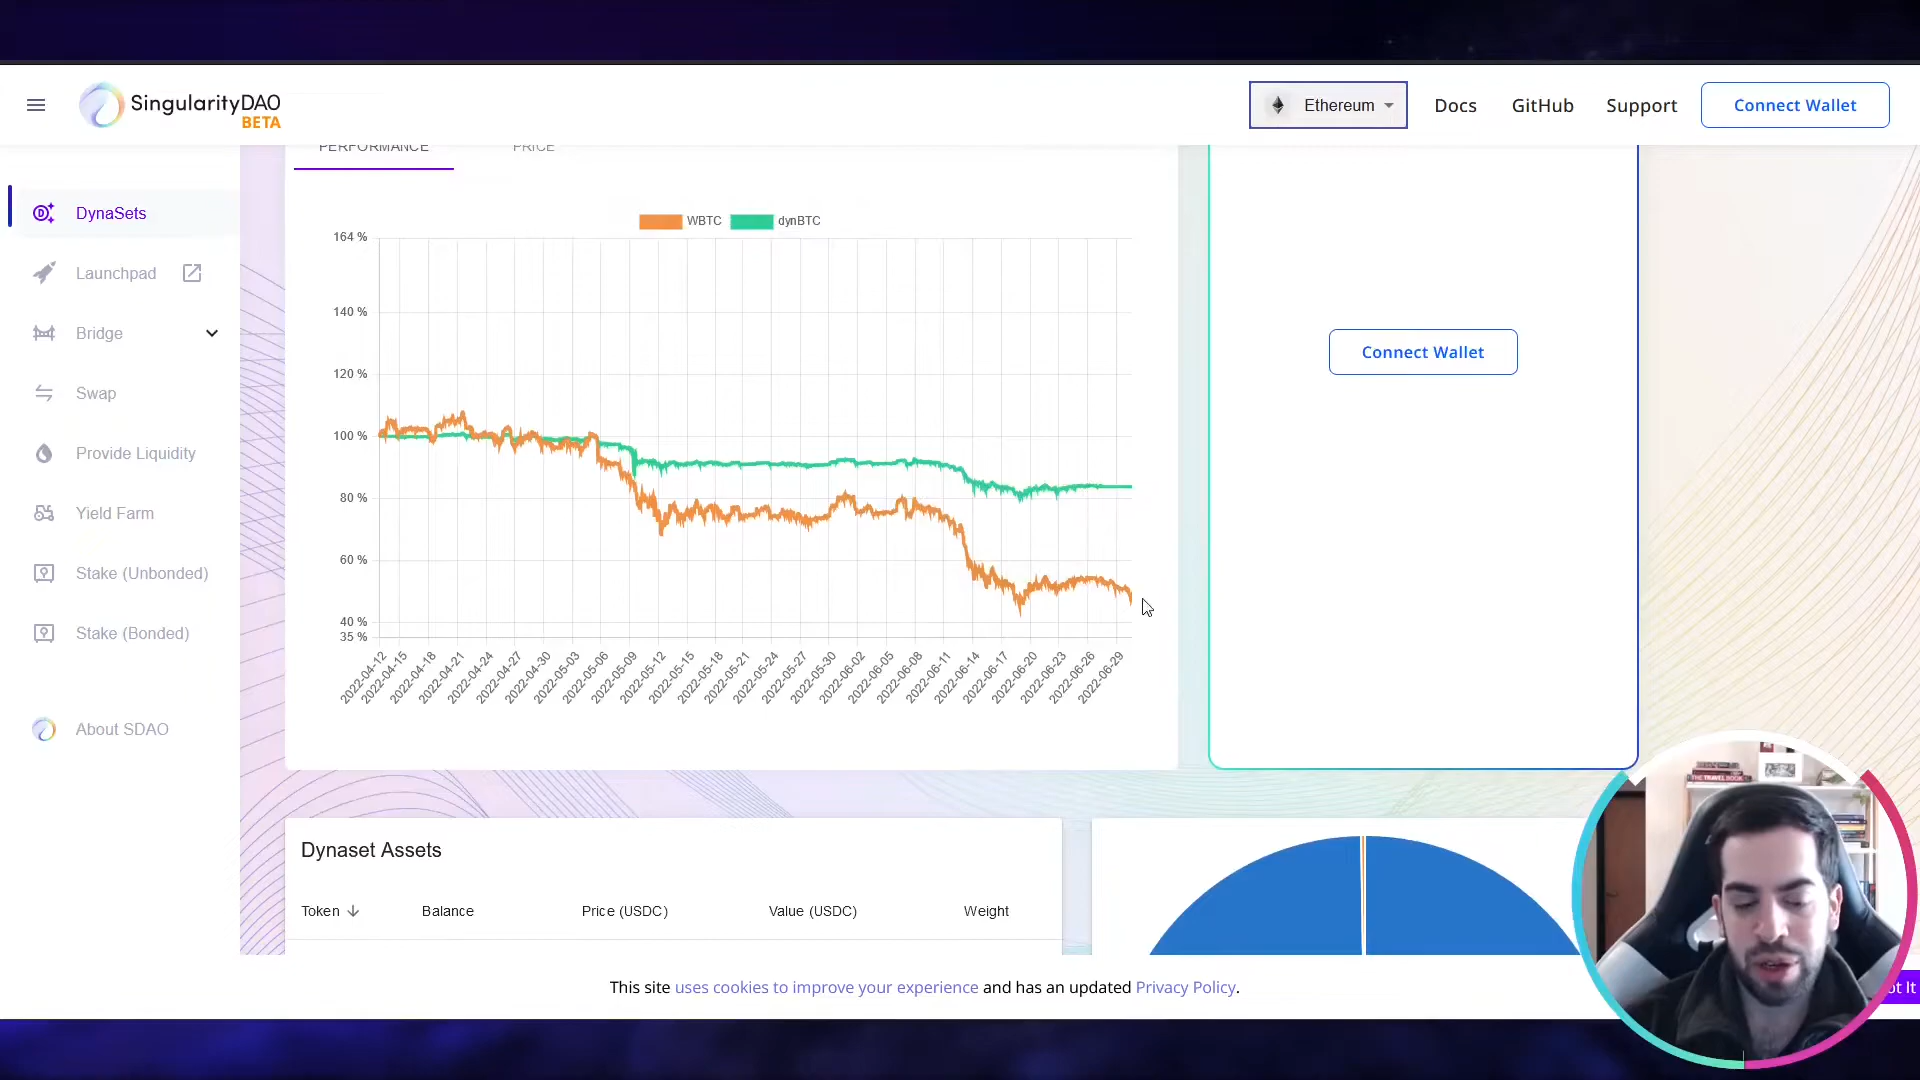 SingularityDAO
BETA
Ethereum
Docs
GitHub
Support
Connect Wallet
DynaSets
Launchpad
Bridge
Swap
Provide Liquidity
Yield Farm
Stake (Unbonded)
Stake (Bonded)
About SDAO
PERFORMANCE
PRICE
WBTC
dynBTC
164 %
140 %
120 %
100 %
80 %
60 %
40 %
35 %
2022-04-12
2022-04-15
2022-04-18
2022-04-21
2022-04-24
2022-04-27
2022-04-30
2022-05-03
2022-05-06
2022-05-09
2022-05-12
2022-05-15
2022-05-18
2022-05-21
2022-05-24
2022-05-27
2022-05-30
2022-06-02
2022-06-05
2022-06-08
2022-06-11
2022-06-14
2022-06-17
2022-06-20
2022-06-23
2022-06-26
2022-06-29
Connect Wallet
Dynaset Assets
Token
Balance
Price (USDC)
Value (USDC)
Weight
This site uses cookies to improve your experience and has an updated Privacy Policy.
It
THE TRAVEL BOOK